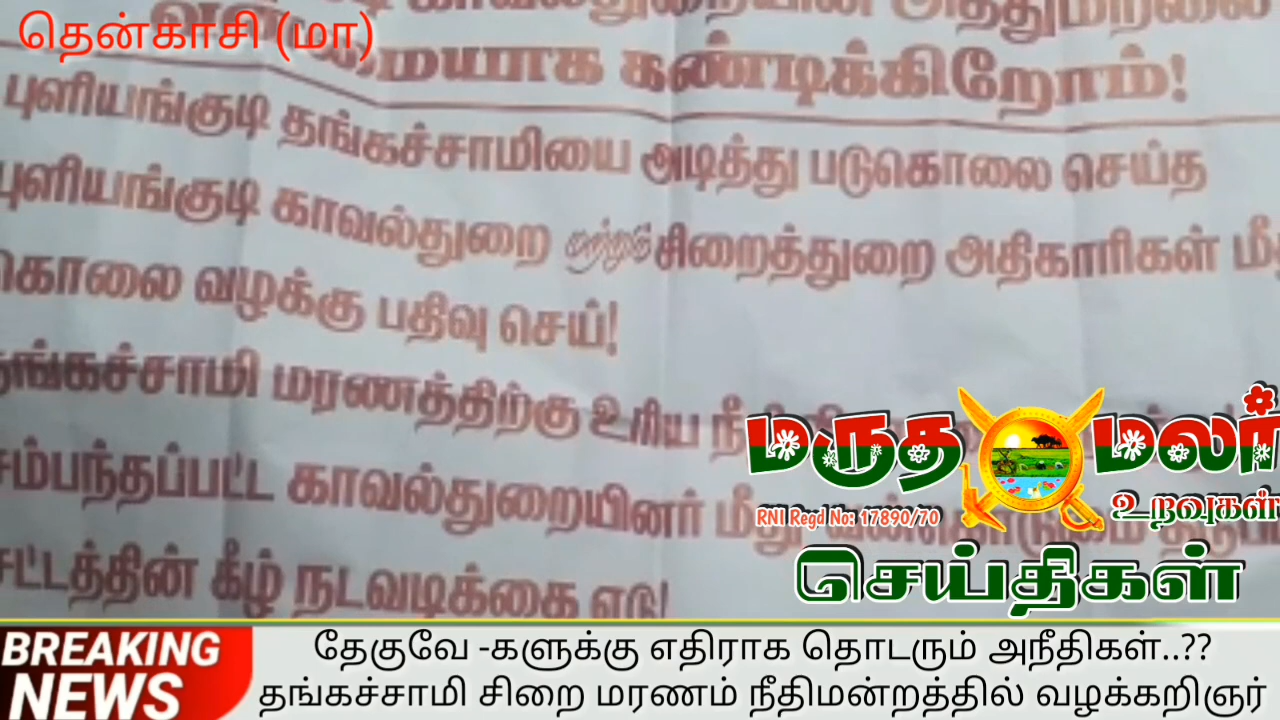 தென்காசி (மா)
காவல்துறையின்
கண்டிக்கிறோம்!
புளியங்குடி தங்கச்சாமியை அடித்து படுகொலை செய்த
புளியங்குடி காவல்துறை மற்றும் சிறைத்துறை அதிகாரிகள்
கொலை வழக்கு பதிவு செய்!
தங்கச்சாமி மரணத்திற்கு உரிய
சம்பந்தப்பட்ட காவல்துறையினர் மீது
சட்டத்தின் கீழ் நடவடிக்கை எடு!
மருத மலர்
உறவுகள்
RNI Regd No: 17890/70
செய்திகள்
BREAKING NEWS
தேகுவே -களுக்கு எதிராக தொடரும் அநீதிகள்..??
தங்கச்சாமி சிறை மரணம் நீதிமன்றத்தில் வழக்கறிஞர்